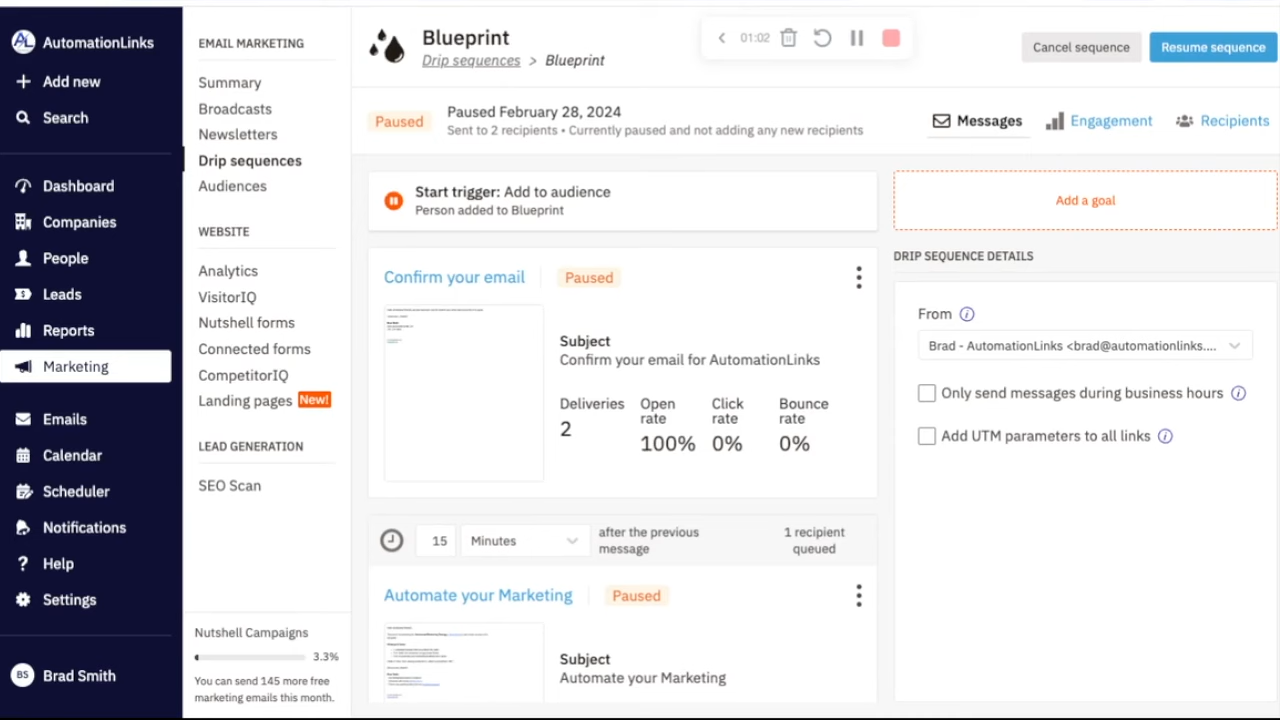 AutomationLinks
Add new
Search
Dashboard
Companies
People
Leads
Reports
Marketing
Emails
Calendar
Scheduler
Notifications
Help
Settings
BS Brad Smith
EMAIL MARKETING
Summary
Broadcasts
Newsletters
Drip sequences
Audiences
WEBSITE
Analytics
VisitorIQ
Nutshell forms
Connected forms
CompetitorIQ
Landing pages New!
LEAD GENERATION
SEO Scan
Nutshell Campaigns
3.3%
You can send 145 more free
marketing emails this month.
Blueprint
Drip sequences > Blueprint
01:02
Cancel sequence
Resume sequence
Paused
Paused February 28, 2024
Sent to 2 recipients • Currently paused and not adding any new recipients
Messages
Engagement
Recipients
Start trigger: Add to audience
Person added to Blueprint
Confirm your email
Paused
Subject
Confirm your email for AutomationLinks
Deliveries Open rate Click rate Bounce rate
2 100% 0% 0%
15 Minutes after the previous message
1 recipient queued
Automate your Marketing
Paused
Subject
Automate your Marketing
Add a goal
DRIP SEQUENCE DETAILS
From
Brad - AutomationLinks <brad@automationlinks....
Only send messages during business hours
Add UTM parameters to all links